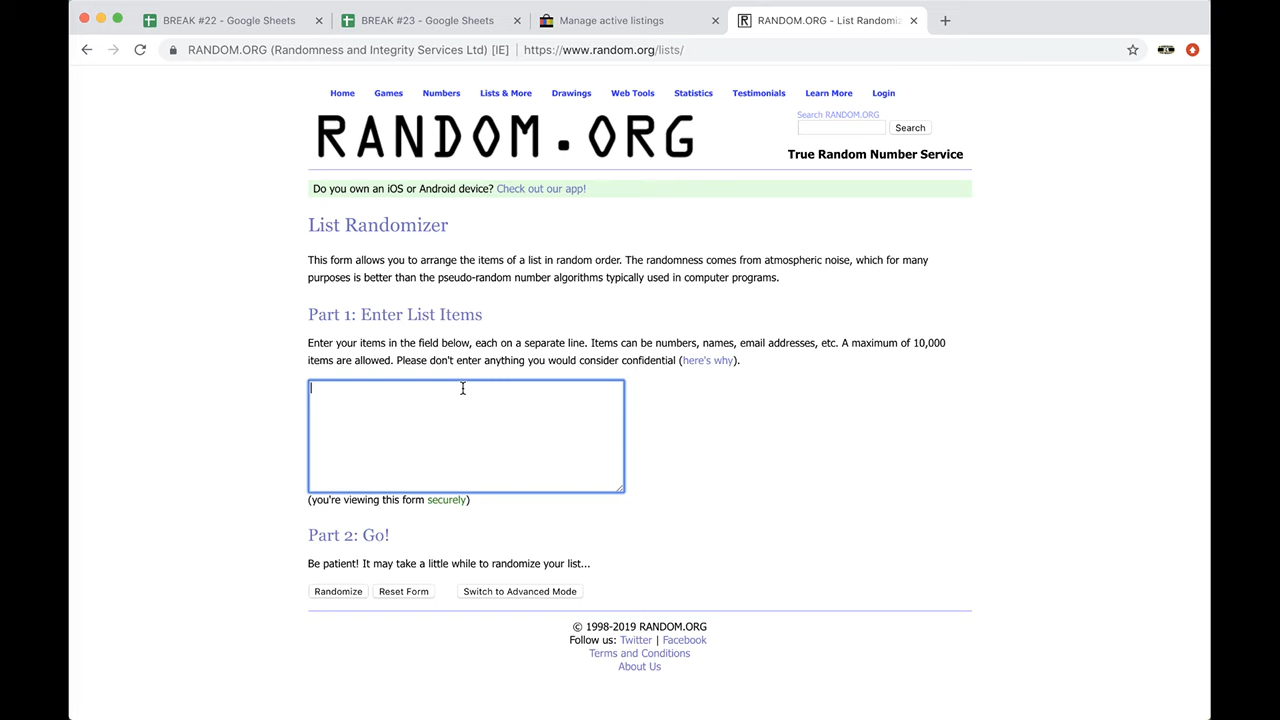 BREAK #22 - Google Sheets
BREAK #23 - Google Sheets
Manage active listings
RANDOM.ORG - List Randomiz
RANDOM.ORG (Randomness and Integrity Services Ltd) [IE] https://www.random.org/lists/
Home Games Numbers Lists & More Drawings Web Tools Statistics Testimonials Learn More Login
RANDOM.ORG
Search RANDOM.ORG
Search
True Random Number Service
Do you own an iOS or Android device? Check out our app!
List Randomizer
This form allows you to arrange the items of a list in random order. The randomness comes from atmospheric noise, which for many
purposes is better than the pseudo-random number algorithms typically used in computer programs.
Part 1: Enter List Items
Enter your items in the field below, each on a separate line. Items can be numbers, names, email addresses, etc. A maximum of 10,000
items are allowed. Please don't enter anything you would consider confidential (here's why).
(you're viewing this form securely)
Part 2: Go!
Be patient! It may take a little while to randomize your list...
Randomize Reset Form Switch to Advanced Mode
© 1998-2019 RANDOM.ORG
Follow us: Twitter | Facebook
Terms and Conditions
About Us